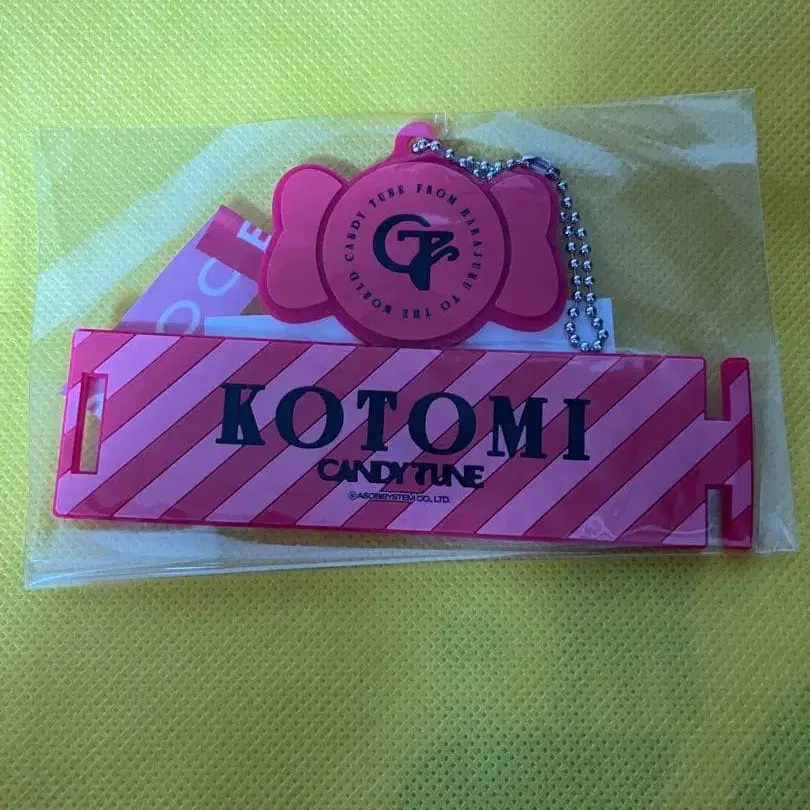 CANDY TUNE FROM HARAJUKU TO THE WORLD
CT
KOTOMI
CANDY TUNE
© ASOBISYSTEM CO., LTD.